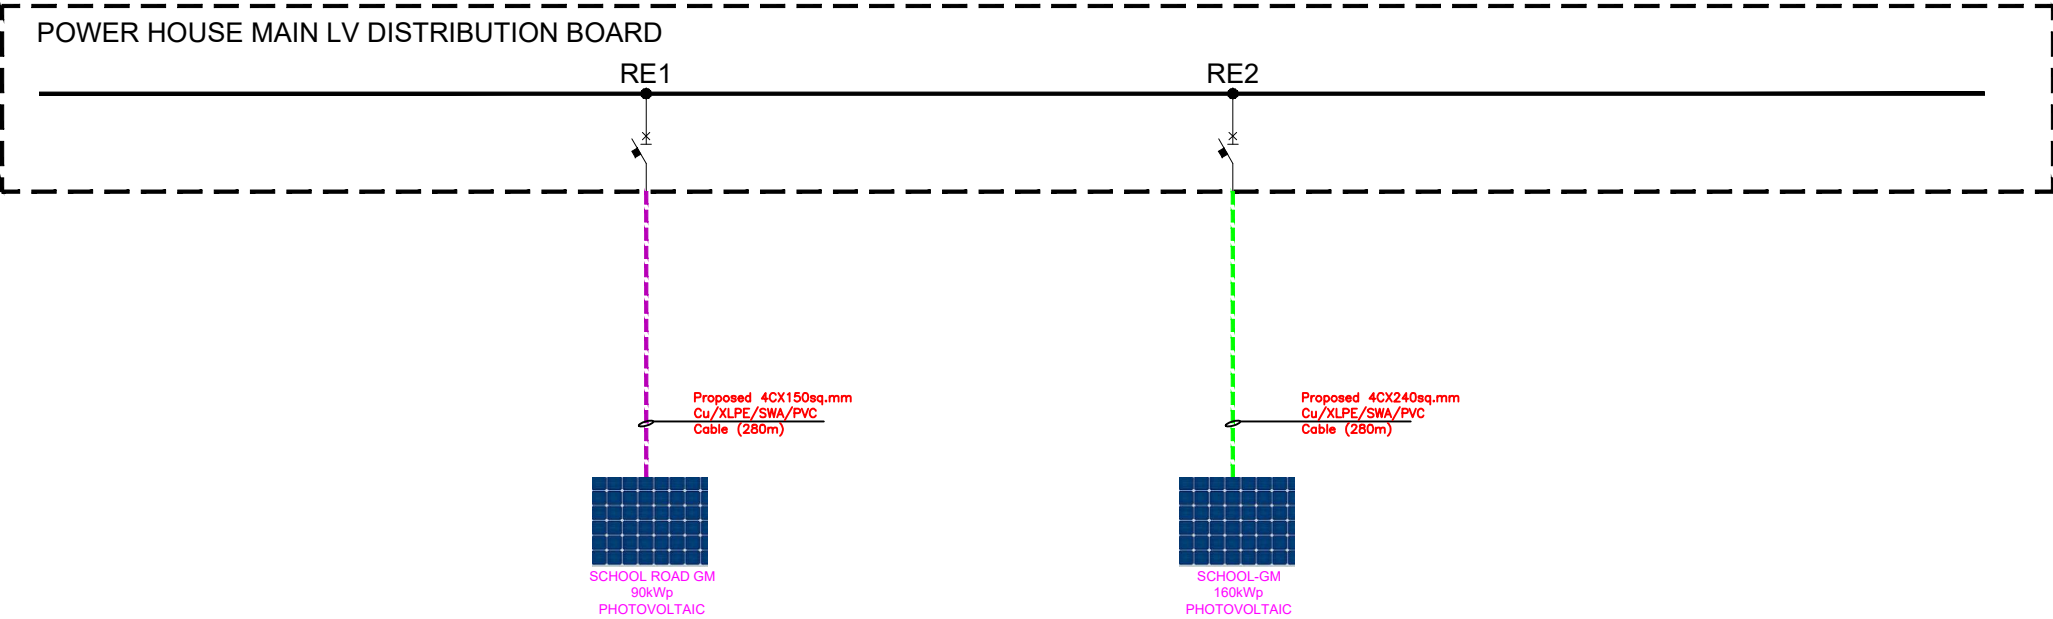 POWER HOUSE MAIN LV DISTRIBUTION BOARD
RE1
RE2
Proposed 4CX150sq.mm
Cu/XLPE/SWA/PVC
Cable (280m)
Proposed 4CX240sq.mm
Cu/XLPE/SWA/PVC
Cable (280m)
SCHOOL ROAD GM
90kWp
PHOTOVOLTAIC
SCHOOL-GM
160kWp
PHOTOVOLTAIC